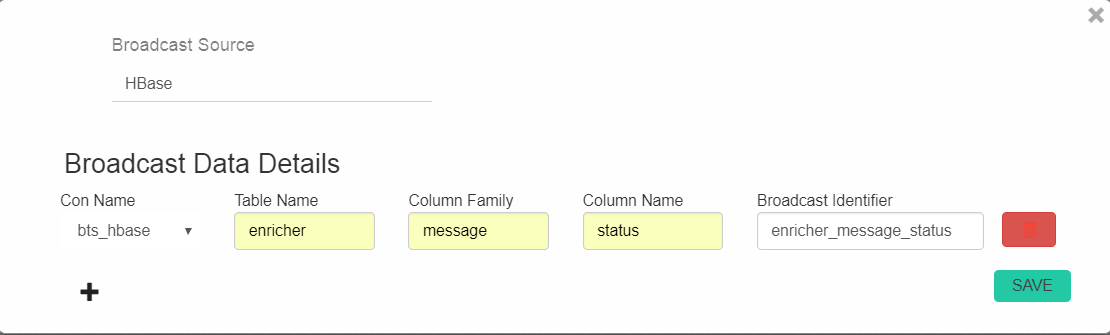 Broadcast Source
HBase
Broadcast Data Details
Con Name Table Name Column Family Column Name Broadcast Identifier
bts_hbase enricher message status enricher_message_status
SAVE